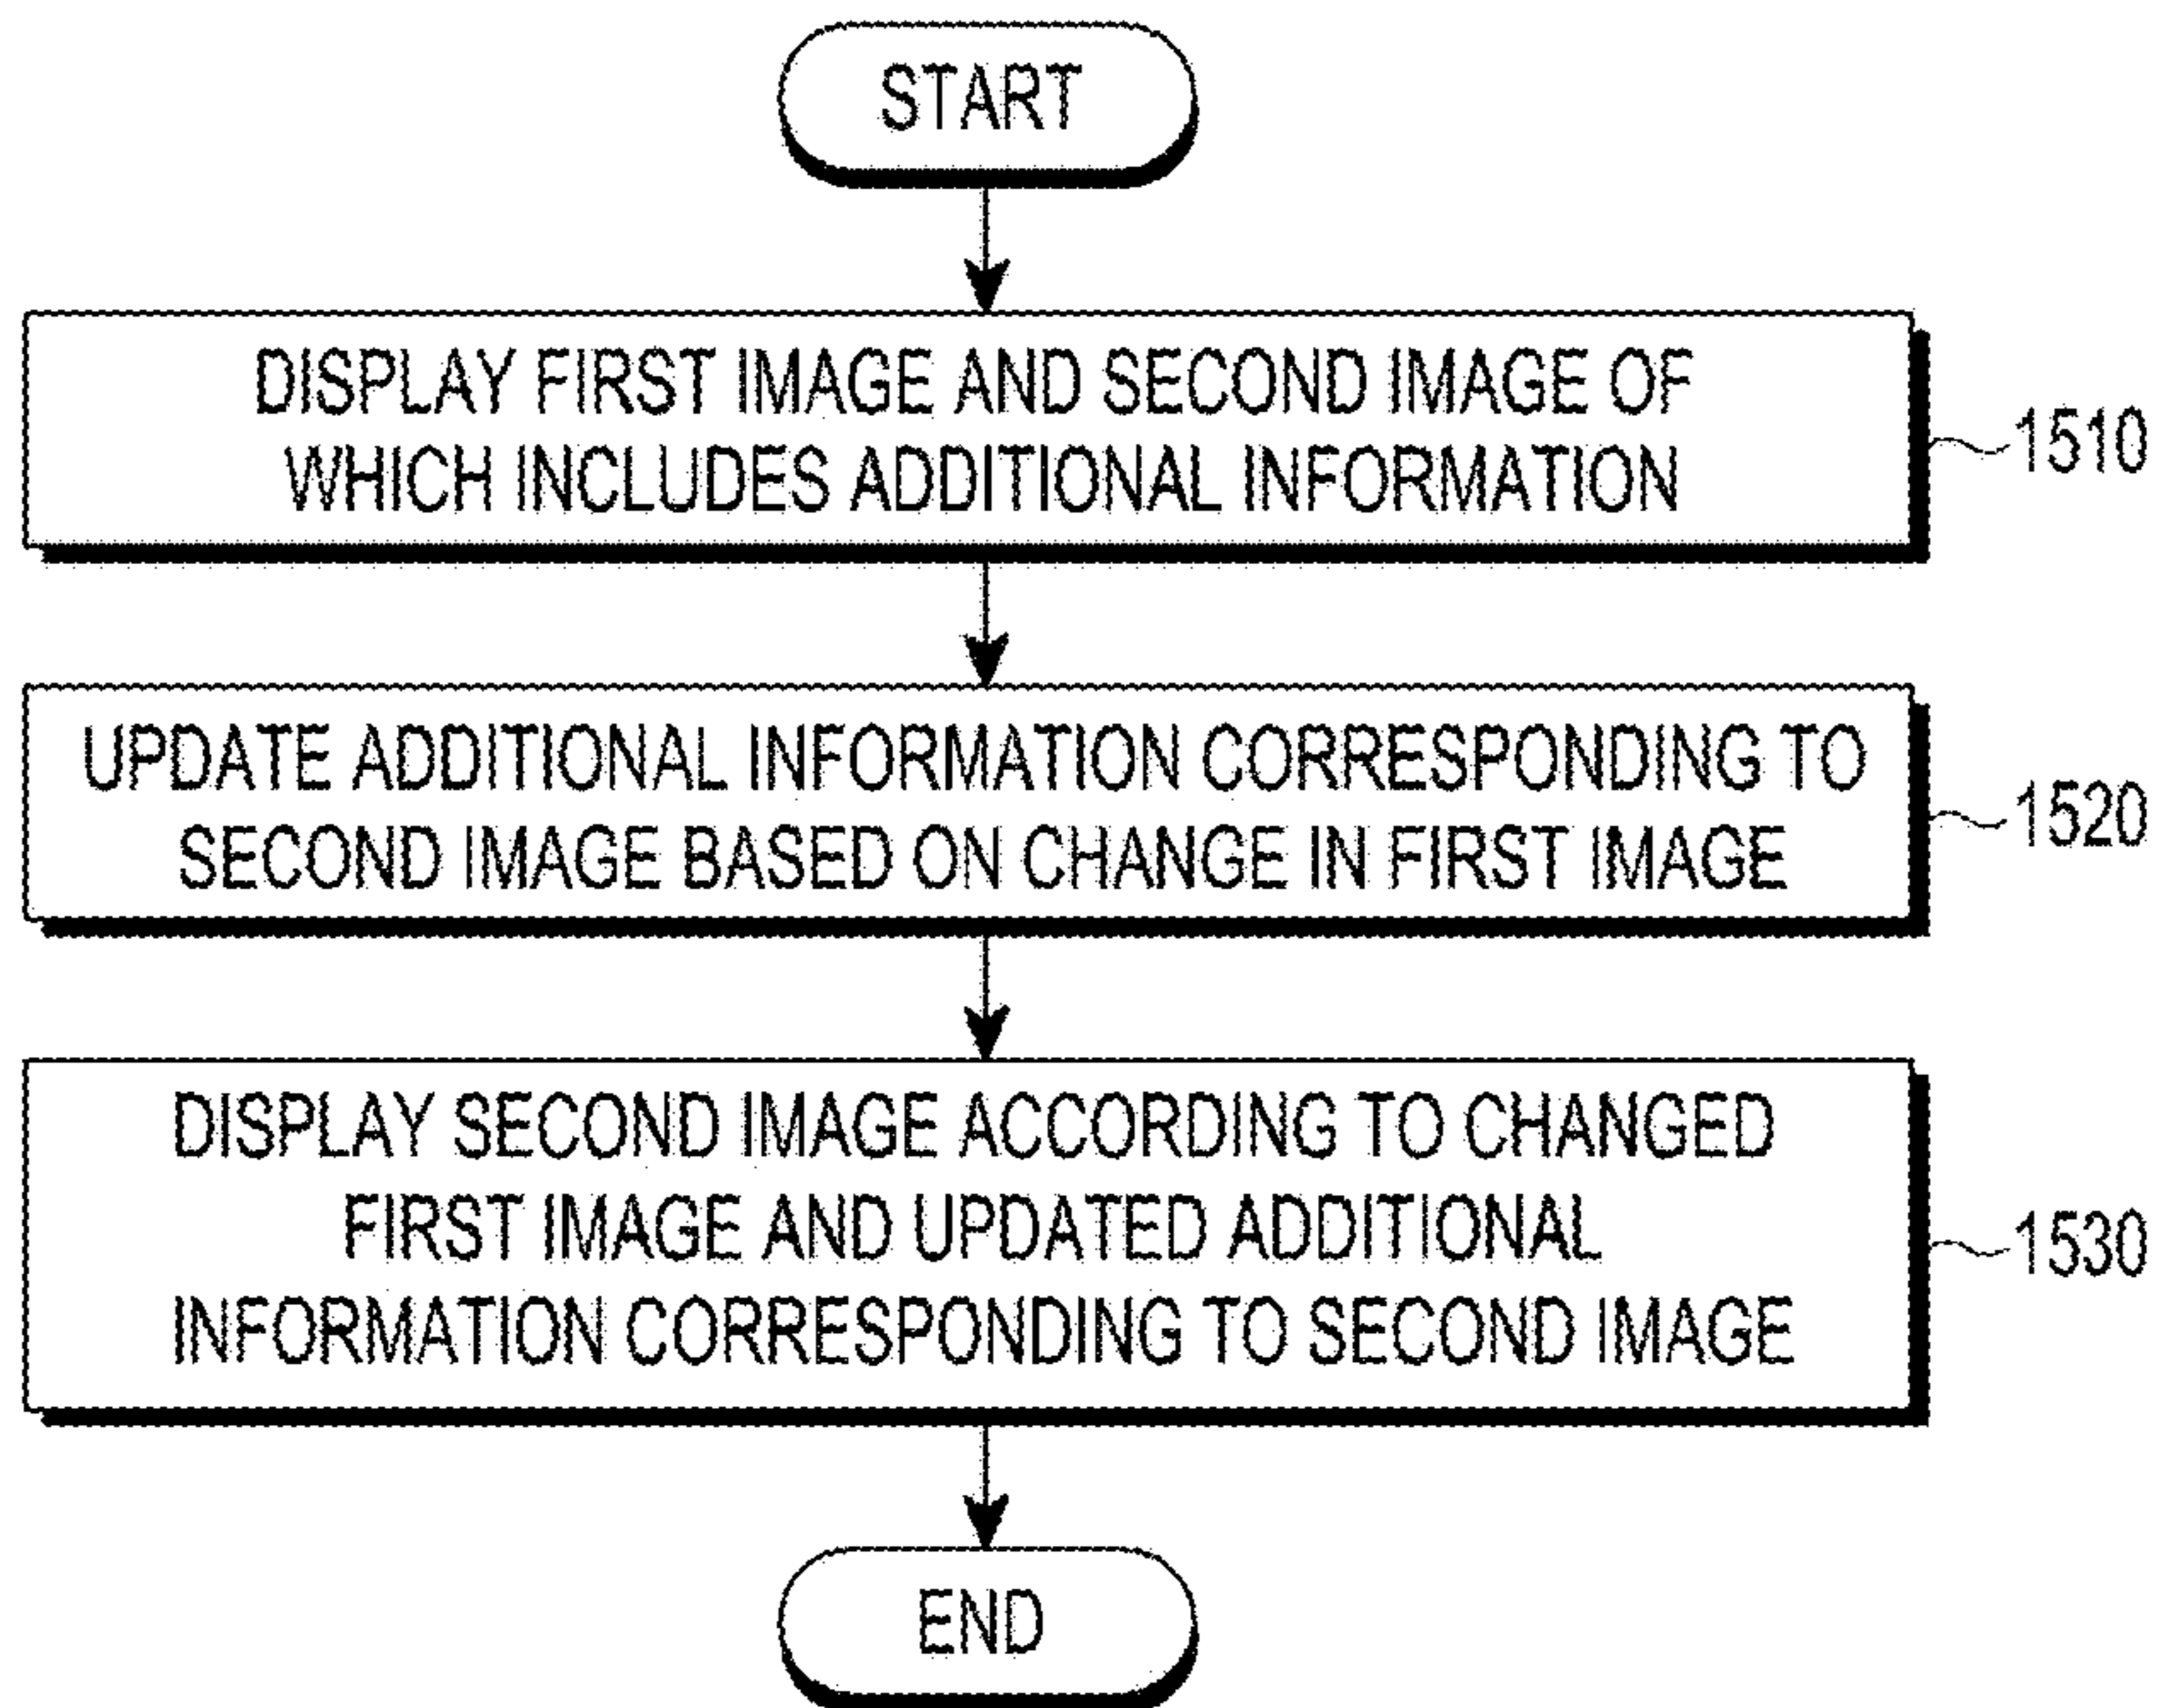 START
DISPLAY FIRST IMAGE AND SECOND IMAGE OF
WHICH INCLUDES ADDITIONAL INFORMATION
1510
UPDATE ADDITIONAL INFORMATION CORRESPONDING TO
SECOND IMAGE BASED ON CHANGE IN FIRST IMAGE
1520
DISPLAY SECOND IMAGE ACCORDING TO CHANGED
FIRST IMAGE AND UPDATED ADDITIONAL
INFORMATION CORRESPONDING TO SECOND IMAGE
1530
END